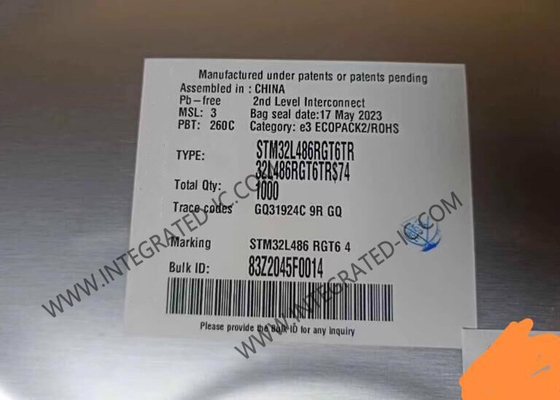 Manufactured under patents or patents pending
Assembled in : CHINA
Pb-free 2nd Level Interconnect
MSL: 3 Bag seal date:17 May 2023
PBT: 260C Category: e3 ECOPACK2/ROHS
TYPE: STM32L486RGT6TR
32L486RGT6TR$74
Total Qty: 1000
Trace codes GQ31924C 9R GQ
Marking STM32L486 RGT6 4
Bulk ID: 83Z2045F0014
Please provide the Bulk ID for any inquiry
WWW.INTEGRATED-IC.COM
WWW.INTEGRATED-IC.COM